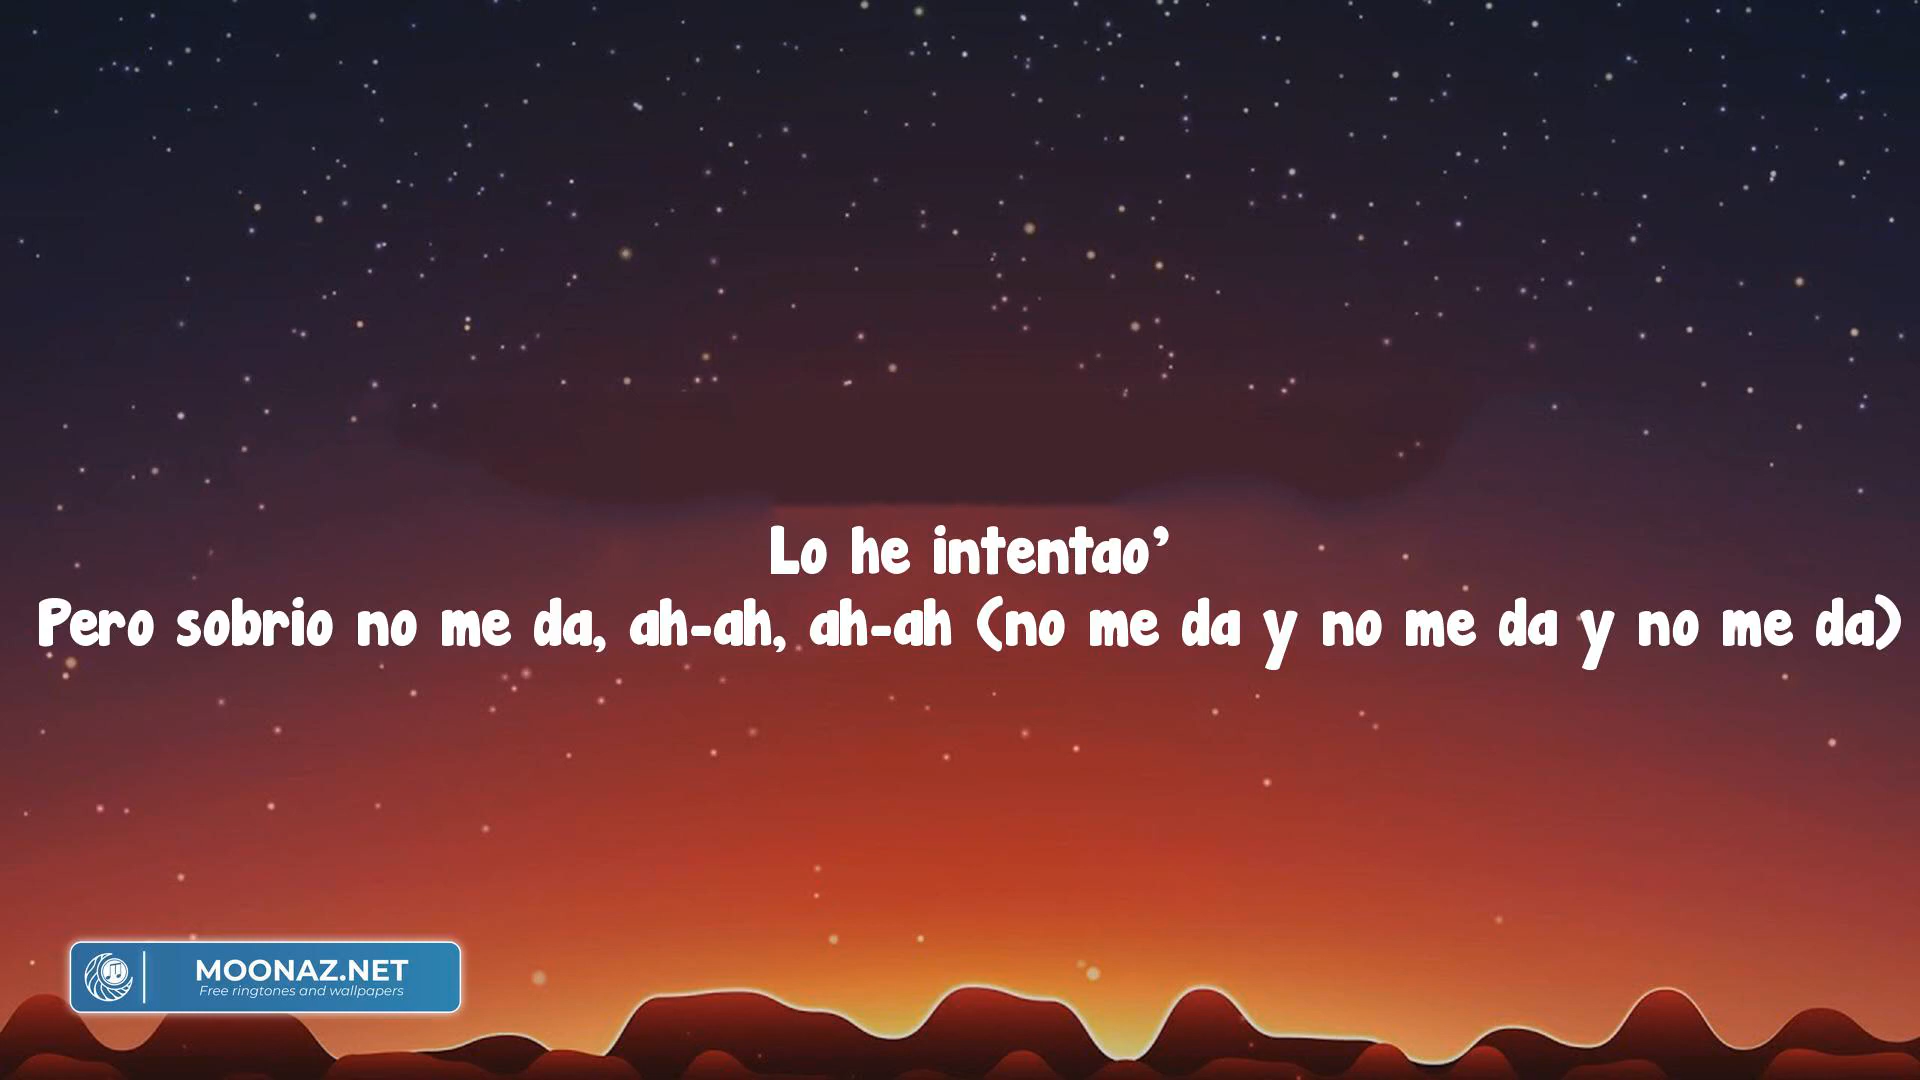 Lo he intentao’
Pero sobrio no me da, ah-ah, ah-ah (no me da y no me da y no me da)
MOONAZ.NET
Free ringtones and wallpapers